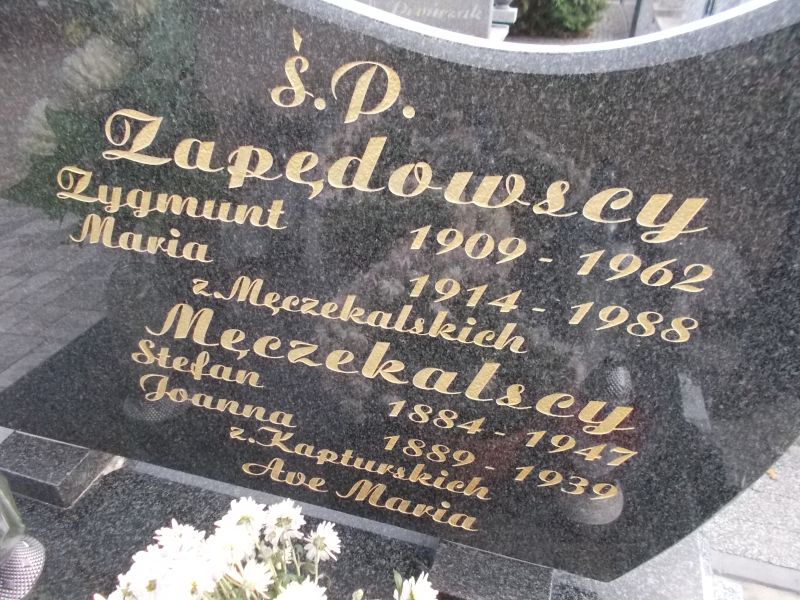 Ś.P.
Zapędowscy
Zygmunt 1909 - 1962
Maria 1914 - 1988
z.Męczekalskich
Męczekalscy
Stefan 1884 - 1947
Joanna 1889 - 1939
z.Kapturskich
Ave Maria